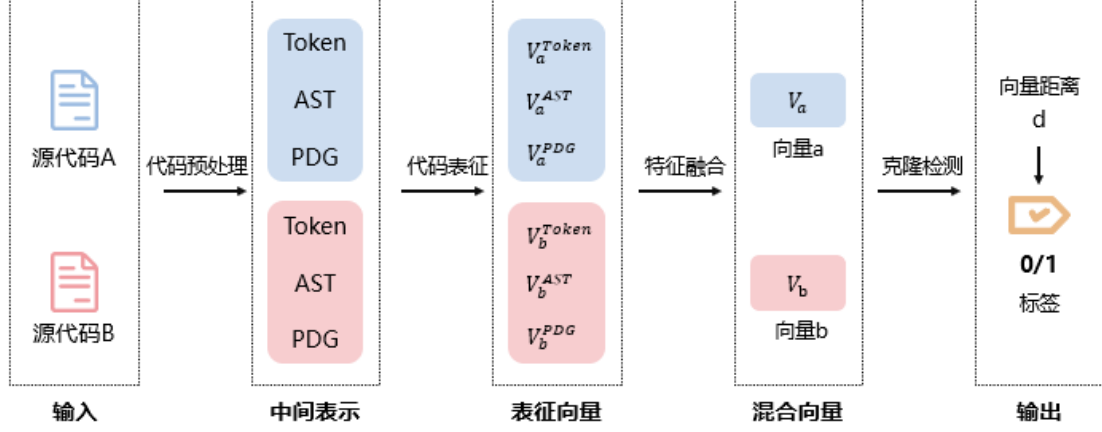 源代码A
源代码B
输入
代码预处理
Token
AST
PDG
Token
AST
PDG
中间表示
代码表征
V_a^{Token}
V_a^{AST}
V_a^{PDG}
V_b^{Token}
V_b^{AST}
V_b^{PDG}
表征向量
特征融合
V_a
向量a
V_b
向量b
混合向量
克隆检测
向量距离
d
0/1
标签
输出